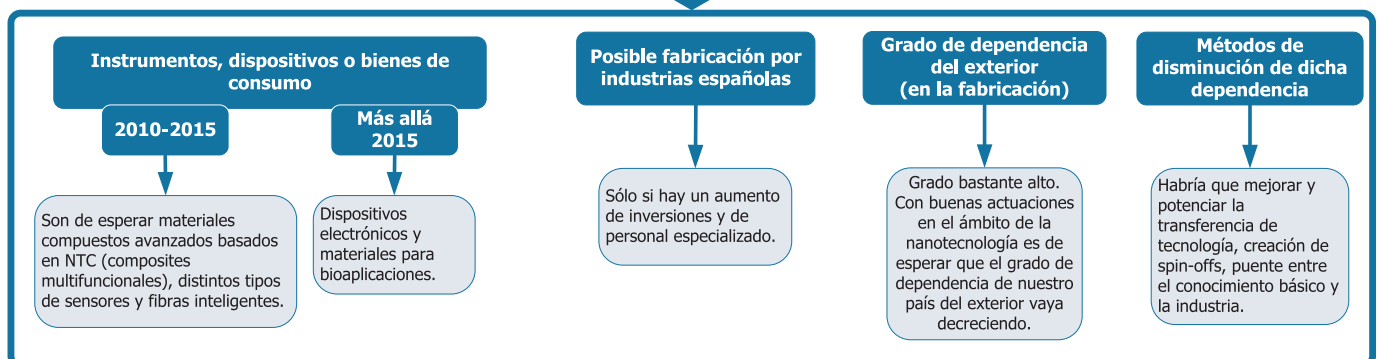 Instrumentos, dispositivos o bienes de
consumo
2010-2015
Son de esperar materiales
compuestos avanzados basados
en NTC (composites
multifuncionales), distintos tipos
de sensores y fibras inteligentes.
Más allá
2015
Dispositivos
electrónicos y
materiales para
bioaplicaciones.
Posible fabricación por
industrias españolas
Sólo si hay un aumento
de inversiones y de
personal especializado.
Grado de dependencia
del exterior
(en la fabricación)
Grado bastante alto.
Con buenas actuaciones
en el ámbito de la
nanotecnología es de
esperar que el grado de
dependencia de nuestro
país del exterior vaya
decreciendo.
Métodos de
disminución de dicha
dependencia
Habría que mejorar y
potenciar la
transferencia de
tecnología, creación de
spin-offs, puente entre
el conocimiento básico y
la industria.